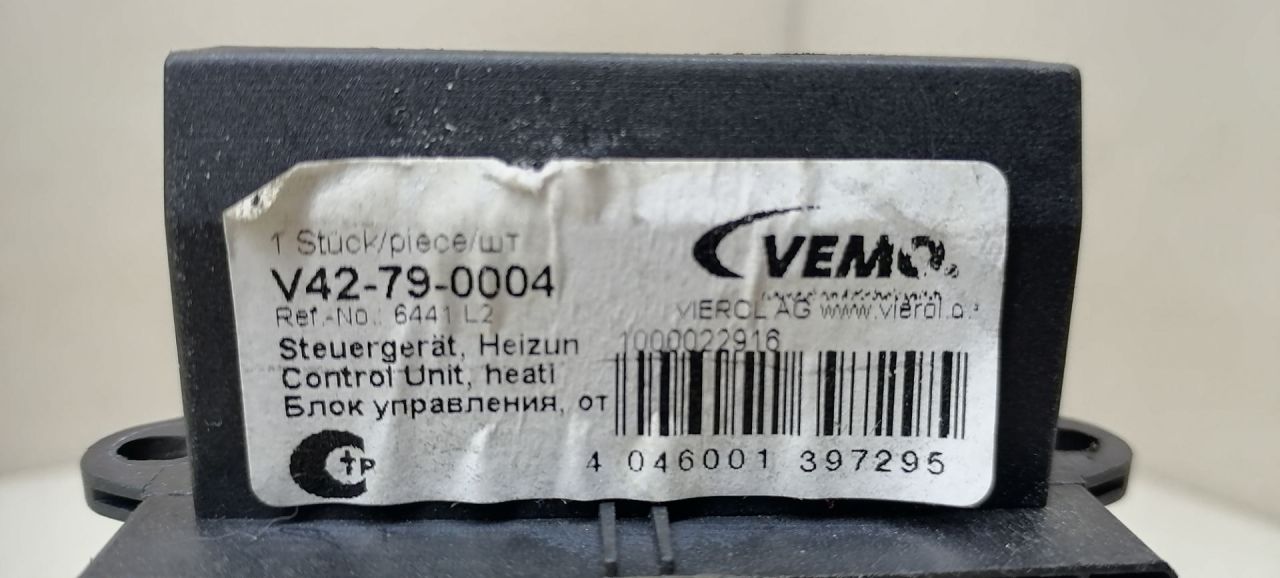 1 Stück/piece/шт
V42-79-0004
Ref.-No.: 6441 L2
Steuergerät, Heizun
Control Unit, heati
Блок управления, от
VEMO
VIEROL AG www.vierol.d
1000022916
4 046001 397295